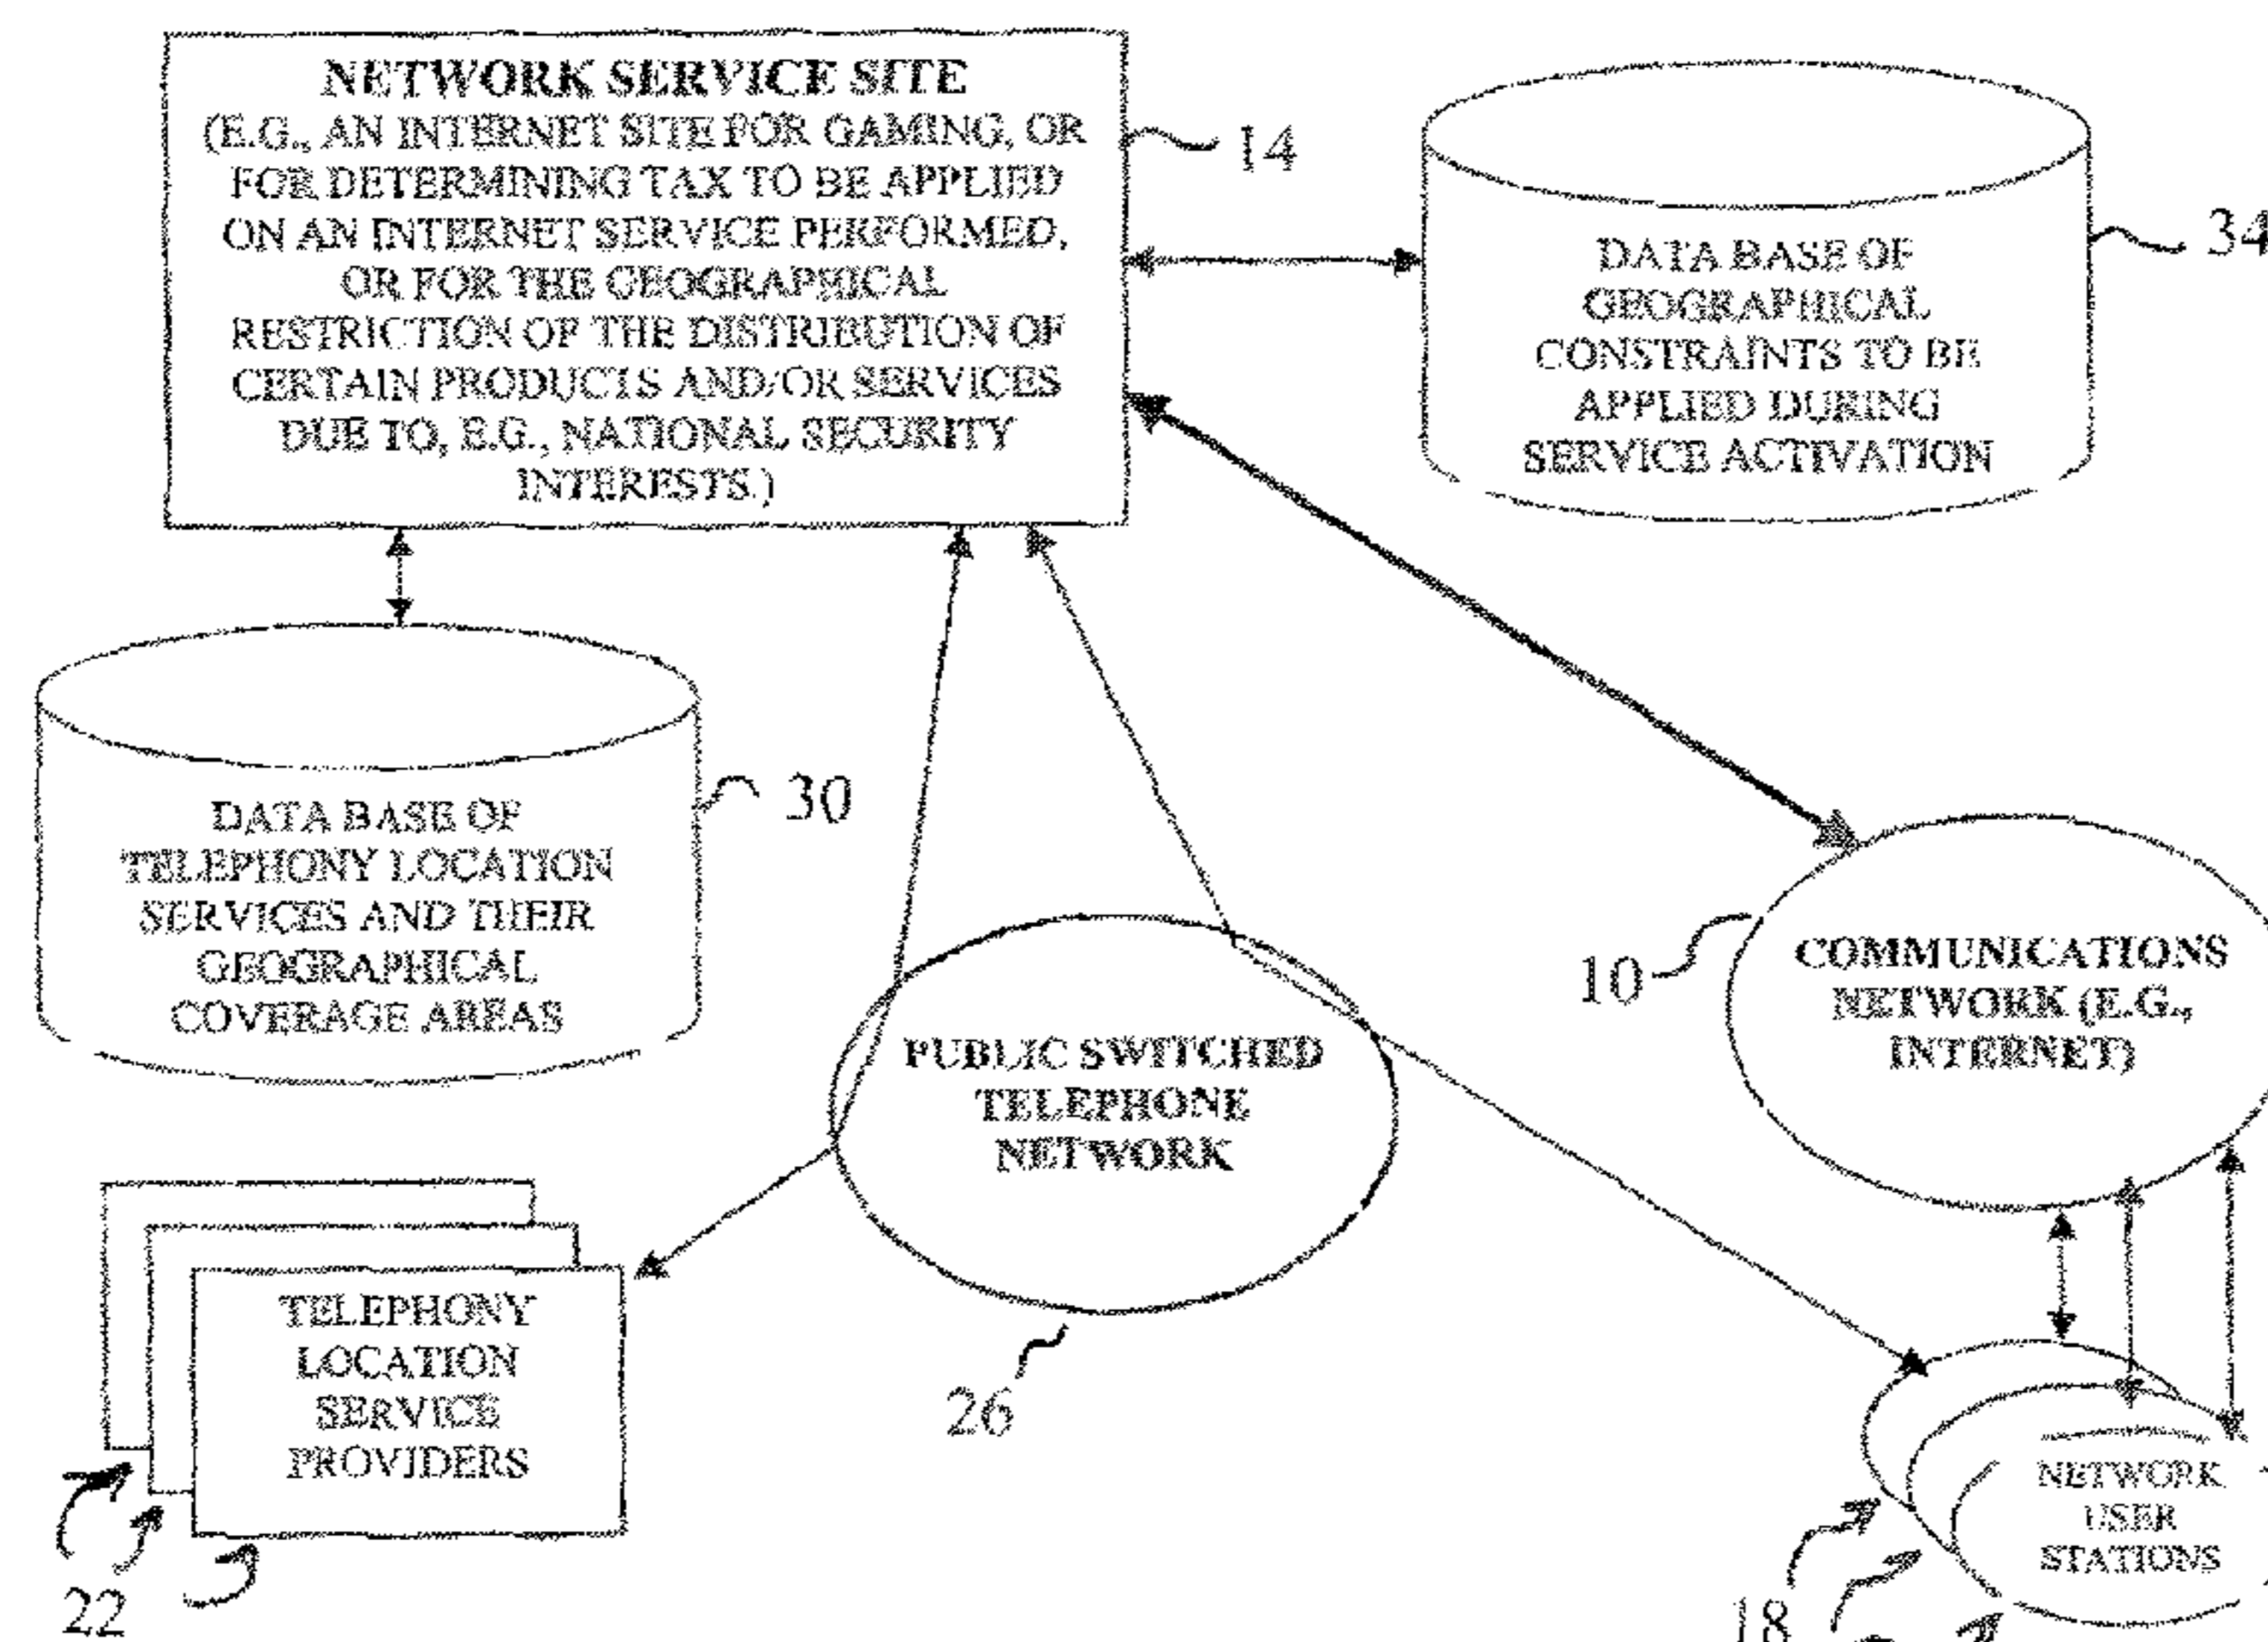 NETWORK SERVICE SITE
(E.G., AN INTERNET SITE FOR GAMING, OR
FOR DETERMINING TAX TO BE APPLIED
ON AN INTERNET SERVICE PERFORMED,
OR FOR THE GEOGRAPHICAL
RESTRICTION OF THE DISTRIBUTION OF
CERTAIN PRODUCTS AND/OR SERVICES
DUE TO, E.G., NATIONAL SECURITY
INTERESTS.)
14
DATA BASE OF
GEOGRAPHICAL
CONSTRAINTS TO BE
APPLIED DURING
SERVICE ACTIVATION
34
DATA BASE OF
TELEPHONY LOCATION
SERVICES AND THEIR
GEOGRAPHICAL
COVERAGE AREAS
30
PUBLIC SWITCHED
TELEPHONE
NETWORK
26
10
COMMUNICATIONS
NETWORK (E.G.,
INTERNET)
TELEPHONY
LOCATION
SERVICE
PROVIDERS
22
NETWORK
USER
STATIONS
18